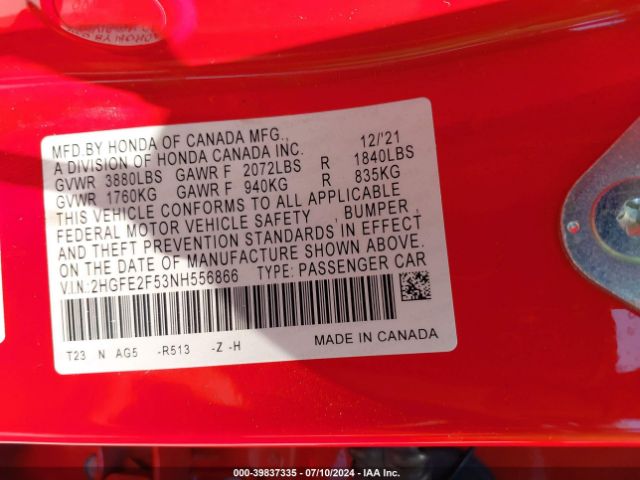 MFD.BY HONDA OF CANADA MFG., 12/'21
A DIVISION OF HONDA CANADA INC.
GVWR 3880LBS GAWR F 2072LBS R 1840LBS
GVWR 1760KG GAWR F 940KG R 835KG
THIS VEHICLE CONFORMS TO ALL APPLICABLE
FEDERAL MOTOR VEHICLE SAFETY , BUMPER ,
AND THEFT PREVENTION STANDARDS IN EFFECT
ON THE DATE OF MANUFACTURE SHOWN ABOVE.
V.I.N:2HGFE2F53NH556866 TYPE: PASSENGER CAR
T23 N AG5 -R513 -Z -H MADE IN CANADA
000-39837335 - 07/10/2024 - IAA Inc.